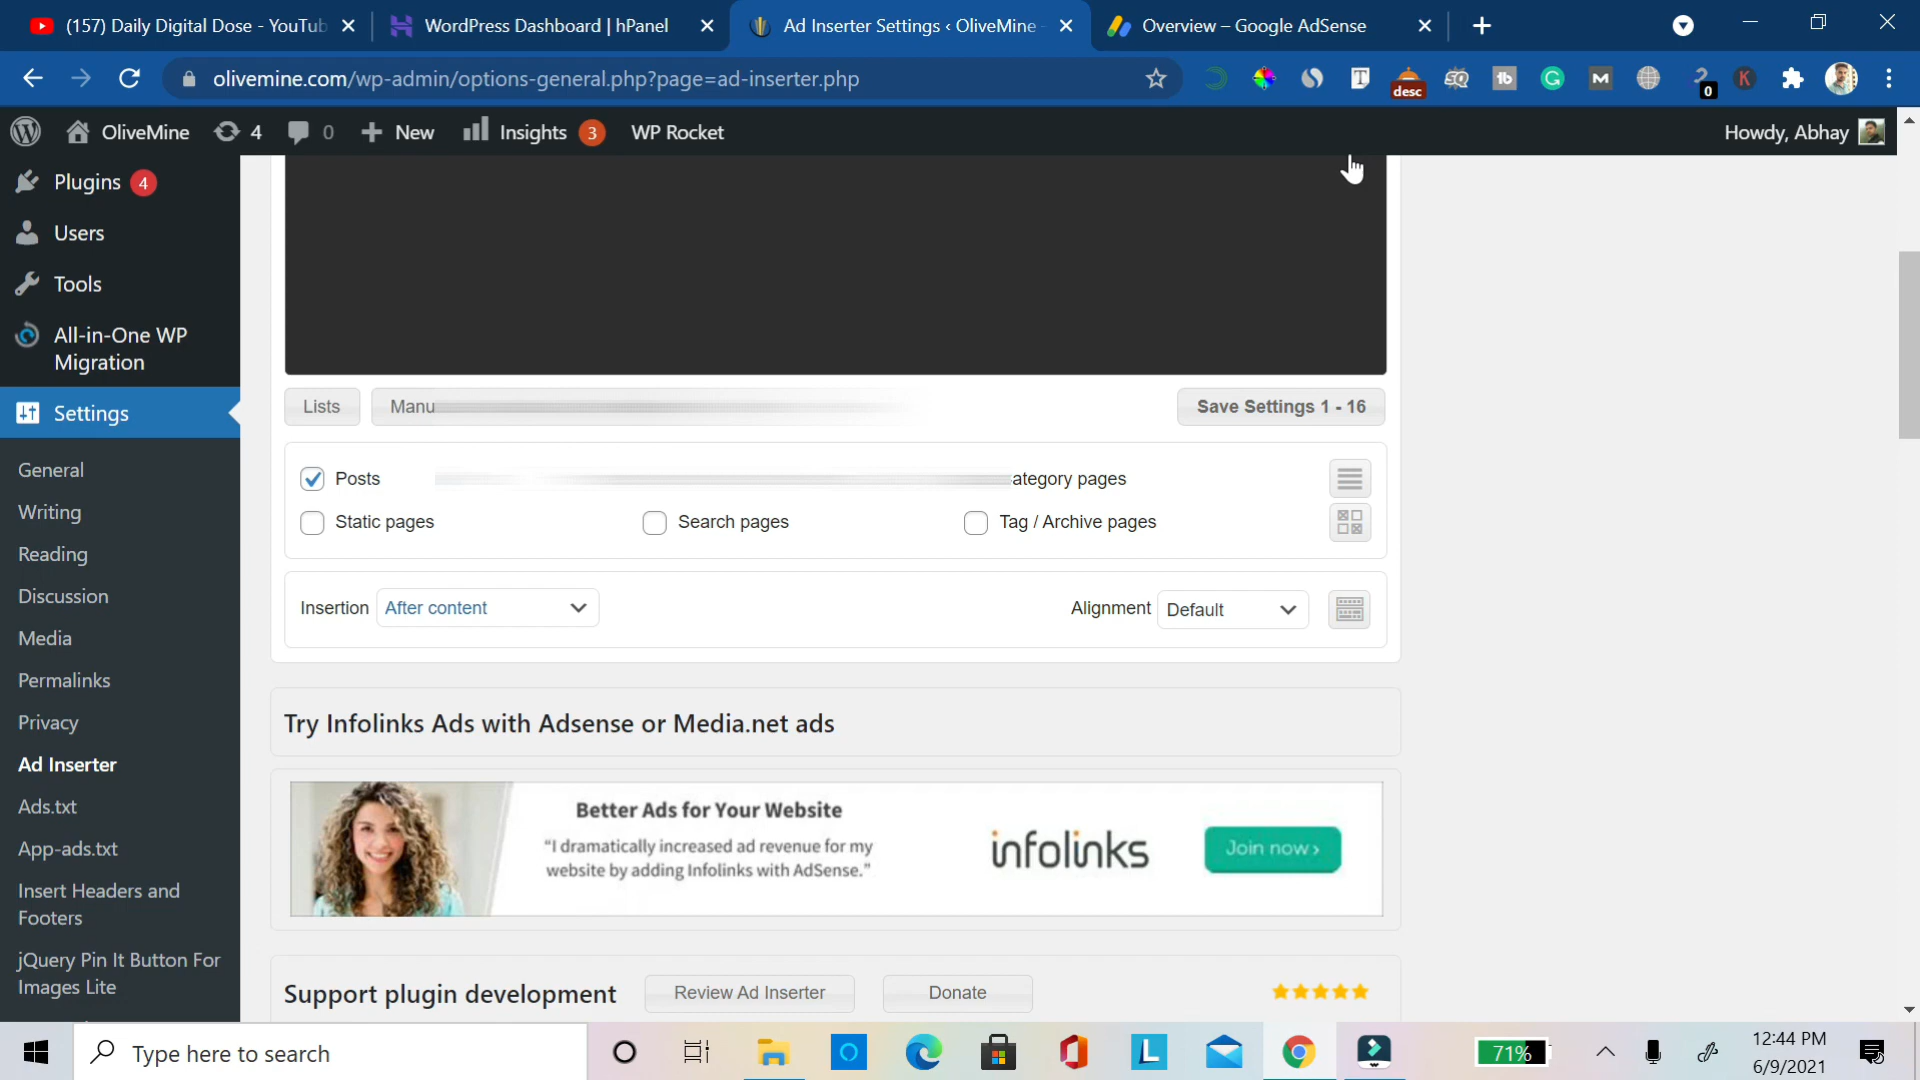 (157) Daily Digital Dose - YouTub
WordPress Dashboard | hPanel
Ad Inserter Settings ‹ OliveMine -
Overview – Google AdSense
olivemine.com/wp-admin/options-general.php?page=ad-inserter.php
desc
SQ
tb
G
M
0
K
OliveMine
4
0
New
Insights 3
WP Rocket
Howdy, Abhay
Plugins 4
Users
Tools
All-in-One WP
Migration
Settings
General
Writing
Reading
Discussion
Media
Permalinks
Privacy
Ad Inserter
Ads.txt
App-ads.txt
Insert Headers and
Footers
jQuery Pin It Button For
Images Lite
Lists
Manu
Save Settings 1 - 16
Posts
ategory pages
Static pages
Search pages
Tag / Archive pages
Insertion After content
Alignment Default
Try Infolinks Ads with Adsense or Media.net ads
Better Ads for Your Website
“I dramatically increased ad revenue for my
website by adding Infolinks with AdSense.”
infolinks
Join now ›
Support plugin development
Review Ad Inserter
Donate
Type here to search
L
71%
12:44 PM
6/9/2021